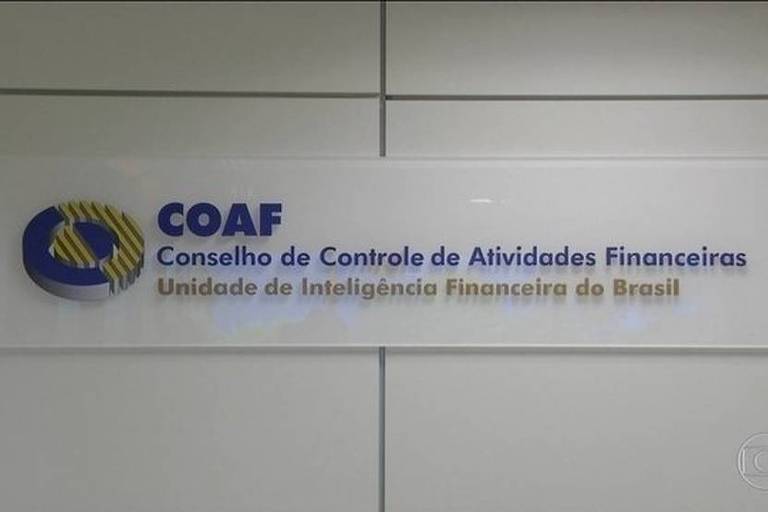 COAF
Conselho de Controle de Atividades Financeiras
Unidade de Inteligência Financeira do Brasil